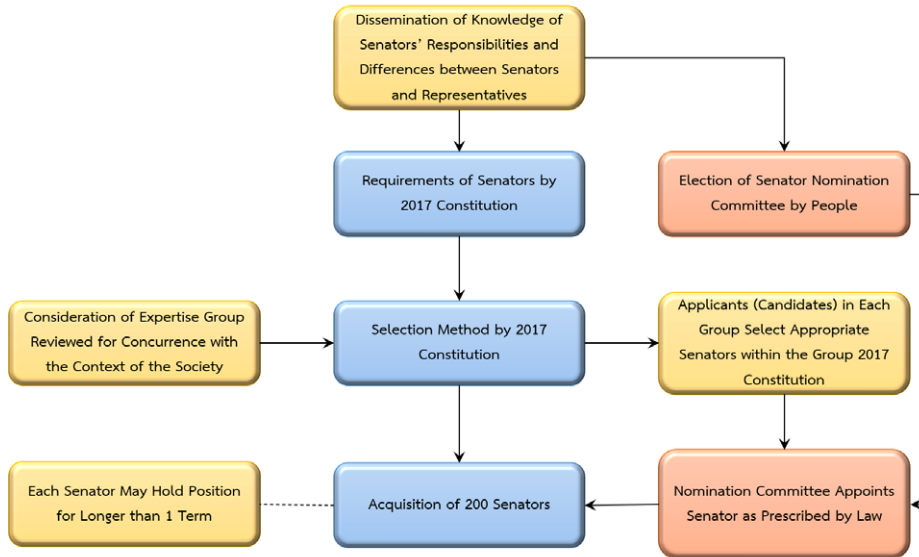 Dissemination of Knowledge of
Senators' Responsibilities and
Differences between Senators
and Representatives
Requirements of Senators by
2017 Constitution
Election of Senator Nomination
Committee by People
Consideration of Expertise Group
Reviewed for Concurrence with
the Context of the Society
Selection Method by 2017
Constitution
Applicants (Candidates) in Each
Group Select Appropriate
Senators within the Group 2017
Constitution
Each Senator May Hold Position
for Longer than 1 Term
Acquisition of 200 Senators
Nomination Committee Appoints
Senator as Prescribed by Law